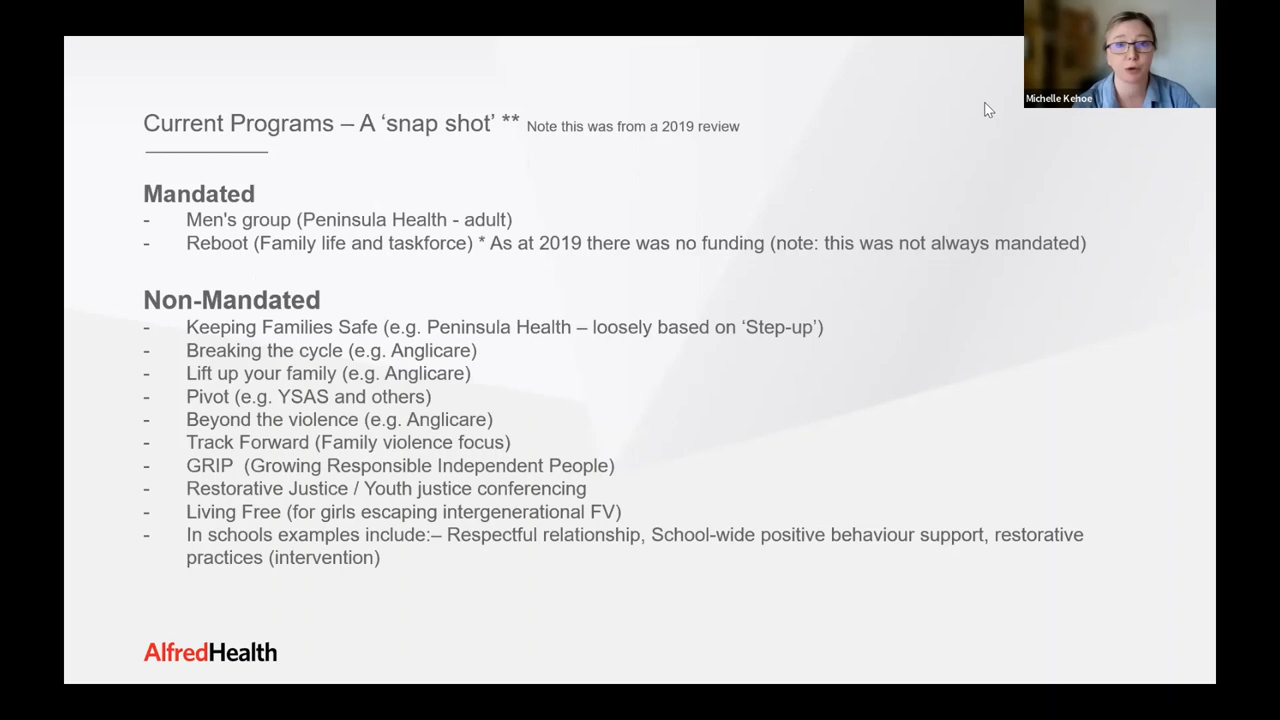 Michelle Kehoe
Current Programs – A ‘snap shot’ ** Note this was from a 2019 review
Mandated
- Men's group (Peninsula Health - adult)
- Reboot (Family life and taskforce) * As at 2019 there was no funding (note: this was not always mandated)
Non-Mandated
- Keeping Families Safe (e.g. Peninsula Health – loosely based on ‘Step-up’)
- Breaking the cycle (e.g. Anglicare)
- Lift up your family (e.g. Anglicare)
- Pivot (e.g. YSAS and others)
- Beyond the violence (e.g. Anglicare)
- Track Forward (Family violence focus)
- GRIP  (Growing Responsible Independent People)
- Restorative Justice / Youth justice conferencing
- Living Free (for girls escaping intergenerational FV)
- In schools examples include:– Respectful relationship, School-wide positive behaviour support, restorative
practices (intervention)
AlfredHealth